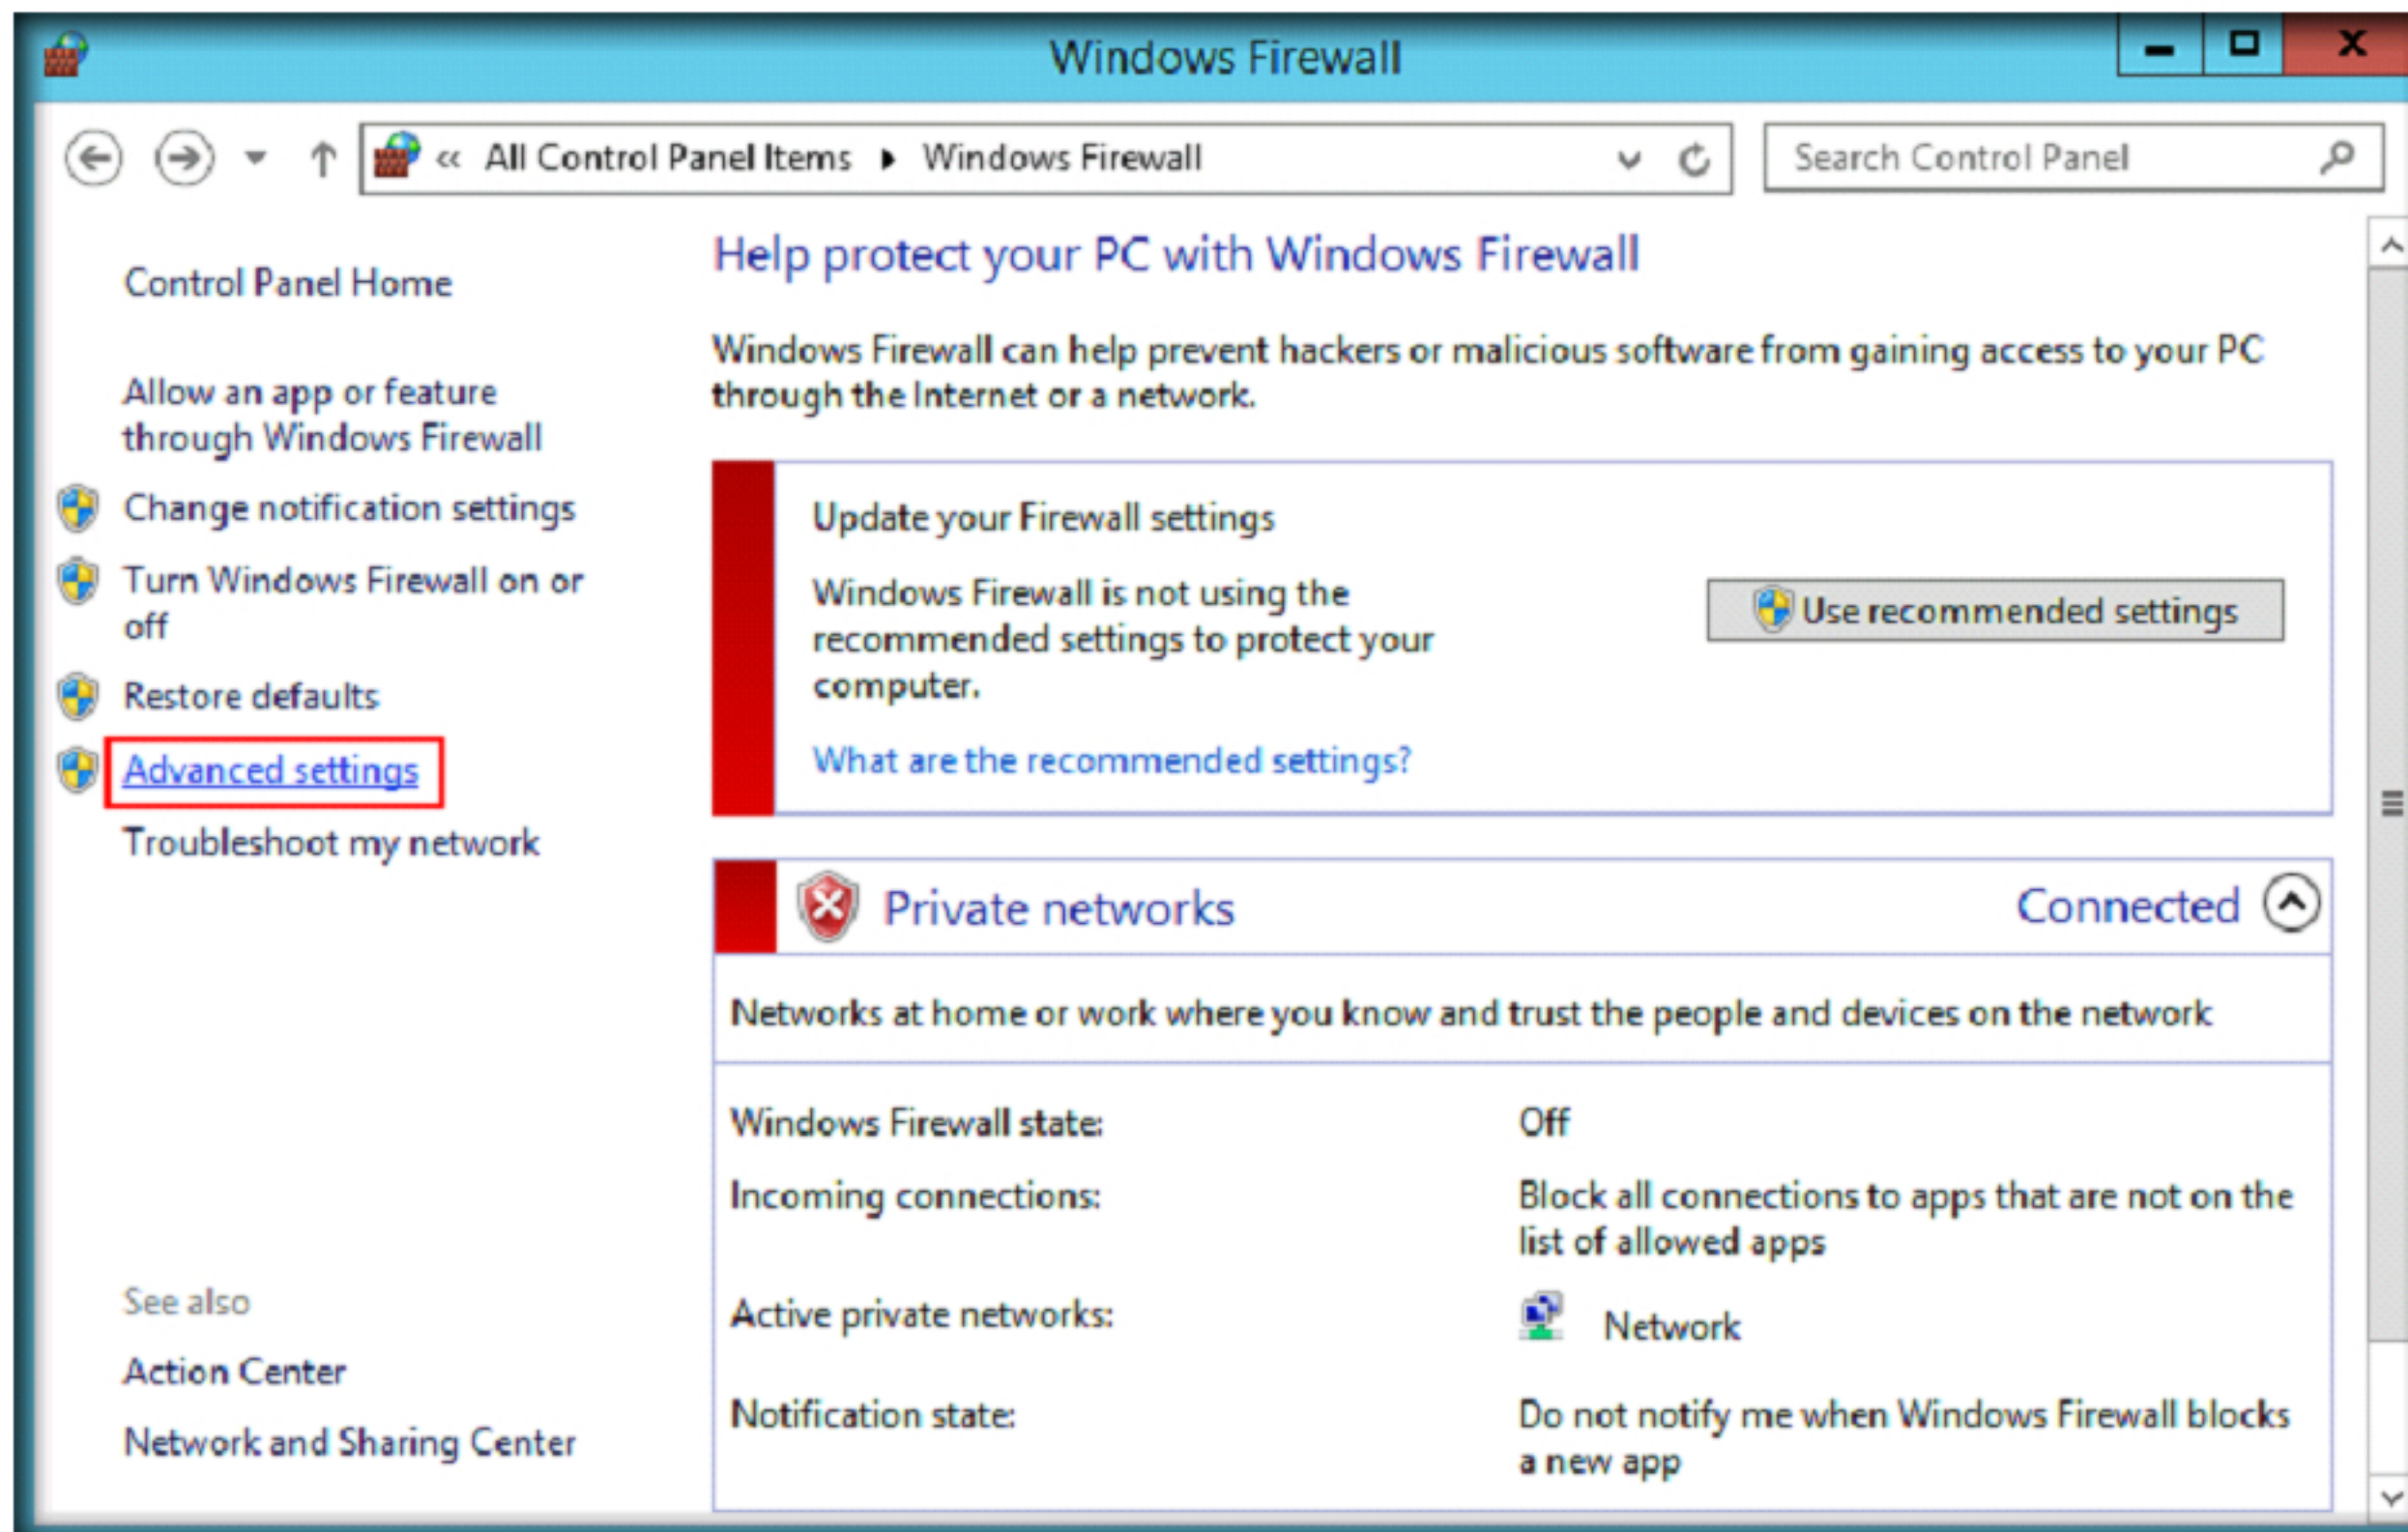 Windows Firewall
« All Control Panel Items ▸ Windows Firewall
Search Control Panel
Control Panel Home
Allow an app or feature
through Windows Firewall
Change notification settings
Turn Windows Firewall on or
off
Restore defaults
Advanced settings
Troubleshoot my network
See also
Action Center
Network and Sharing Center
Help protect your PC with Windows Firewall
Windows Firewall can help prevent hackers or malicious software from gaining access to your PC
through the Internet or a network.
Update your Firewall settings
Windows Firewall is not using the
recommended settings to protect your
computer.
Use recommended settings
What are the recommended settings?
Private networks
Connected
Networks at home or work where you know and trust the people and devices on the network
Windows Firewall state:
Off
Incoming connections:
Block all connections to apps that are not on the
list of allowed apps
Active private networks:
Network
Notification state:
Do not notify me when Windows Firewall blocks
a new app